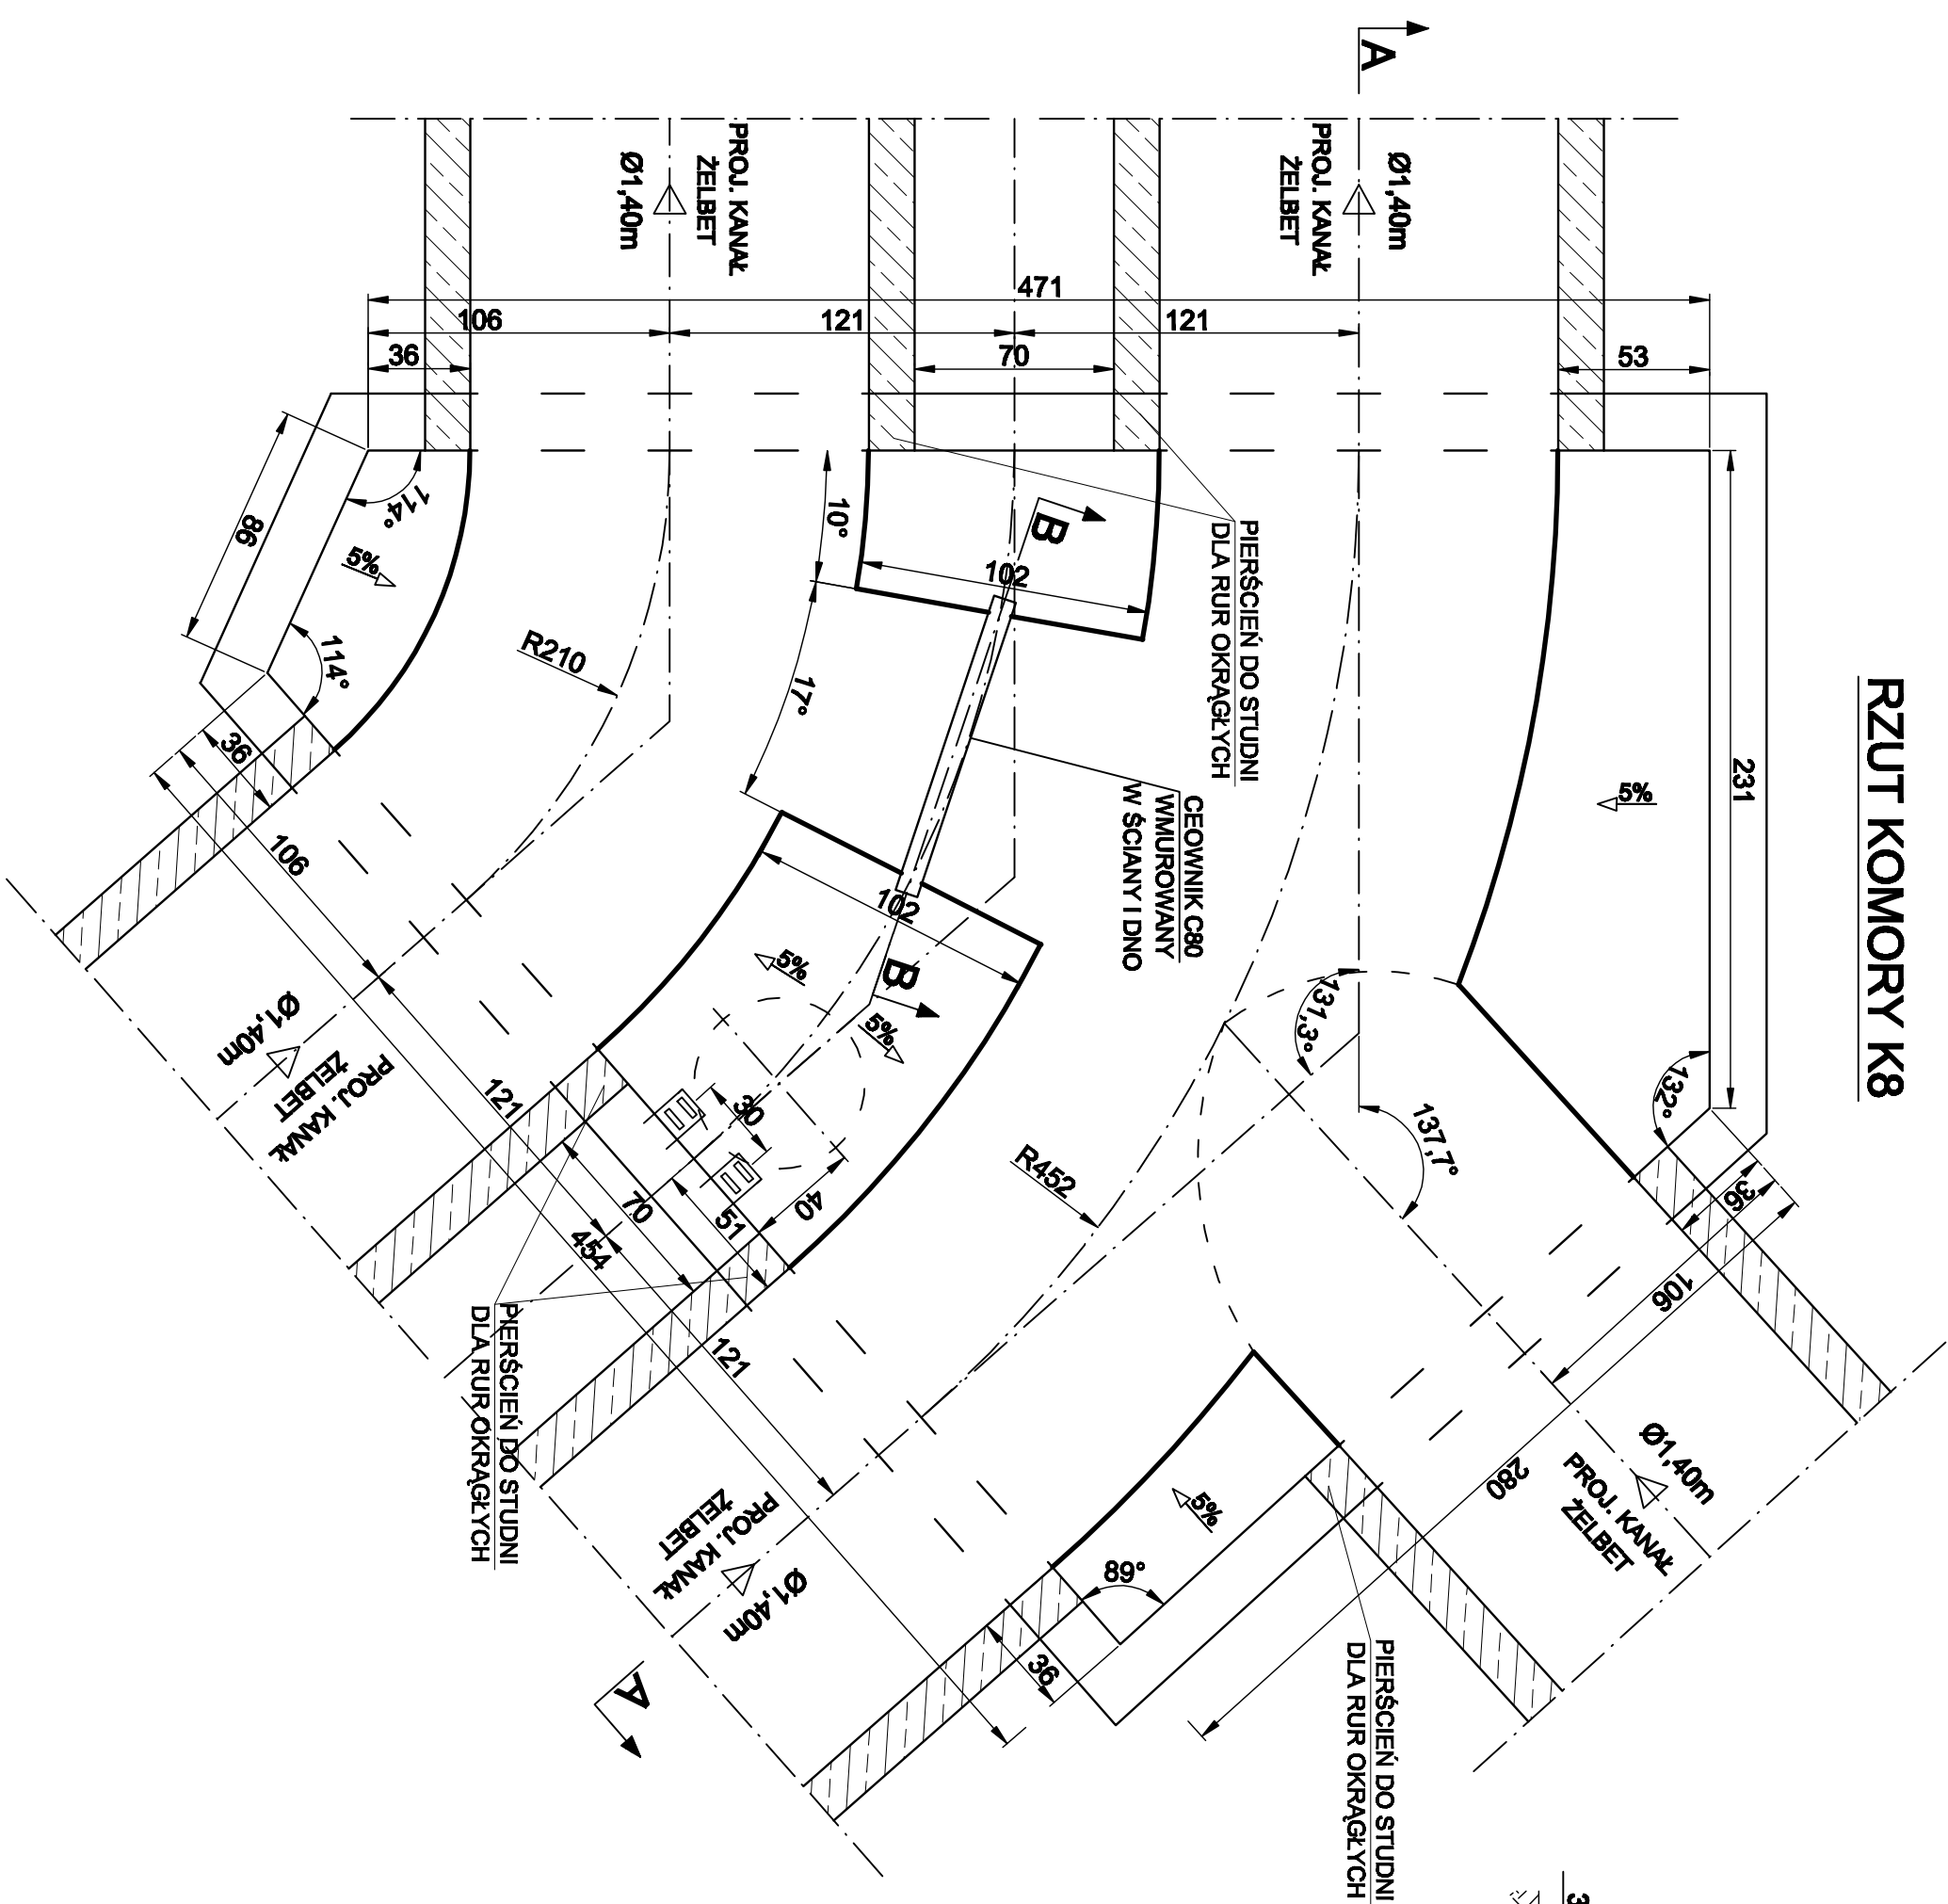 RZUT KOMORY K8
A
PROJ. KANAŁ
ŻELBET
Ø1,40m
PROJ. KANAŁ
ŻELBET
Ø1,40m
471
106
121
121
36
70
53
86
114°
5%
114°
10°
17°
R210
102
B
PIERŚCIEŃ DO STUDNI
DLA RUR OKRĄGŁYCH
CEOWNIK C80
WMUROWANY
W ŚCIANY I DNO
231
5%
132°
131,3°
137,7°
36
106
280
36
106
121
454
121
70
51
40
30
102
B
5%
5%
R452
Ø1,40m
PROJ. KANAŁ
ŻELBET
Ø1,40m
PROJ. KANAŁ
ŻELBET
Ø1,40m
PROJ. KANAŁ
ŻELBET
5%
89°
36
PIERŚCIEŃ DO STUDNI
DLA RUR OKRĄGŁYCH
PIERŚCIEŃ DO STUDNI
DLA RUR OKRĄGŁYCH
A